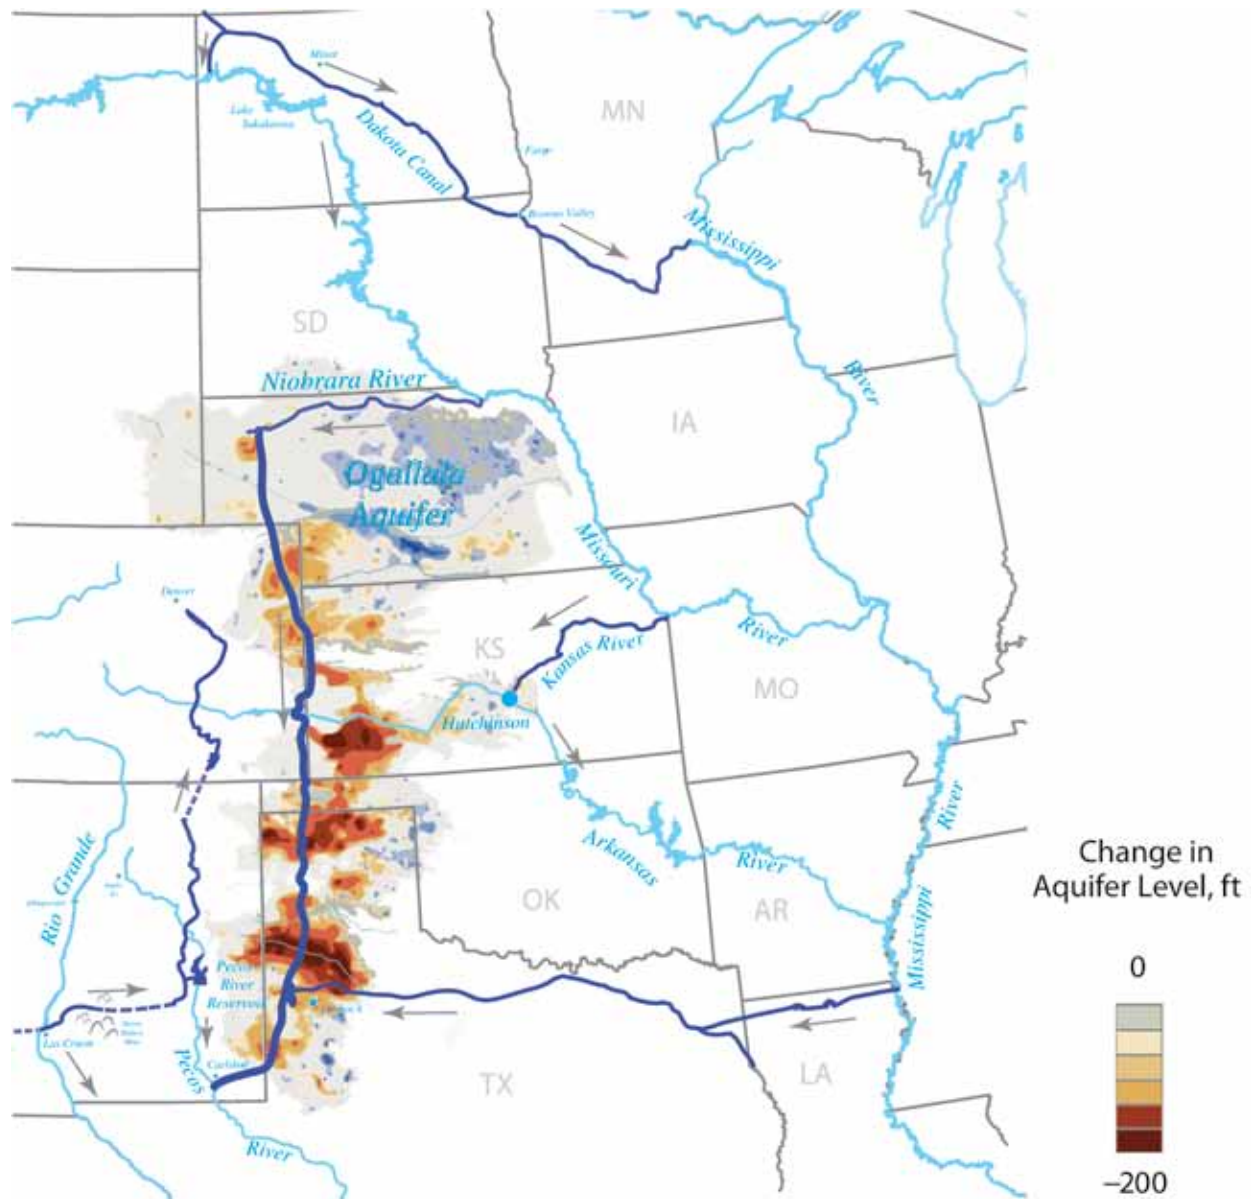 Minot
MN
Lake
Sakakawea
Dakota Canal
Fargo
Browns Valley
Mississippi
SD
River
Niobrara River
IA
Ogallala
Aquifer
Missouri
Denver
River
KS
Kansas River
MO
Hutchinson
River
Rio Grande
Arkansas
River
Change in
Aquifer Level, ft
OK
AR
Mississippi
0
Pecos
River
Reservoir
Las Cruces
Carlsbad
Pecos
TX
LA
River
−200